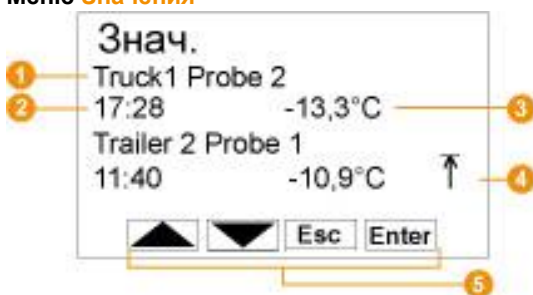 Меню Значения
Знач.
1 Truck1 Probe 2
2 17:28 -13,3°C 3
Trailer 2 Probe 1
11:40 -10,9°C 4
Esc Enter
5